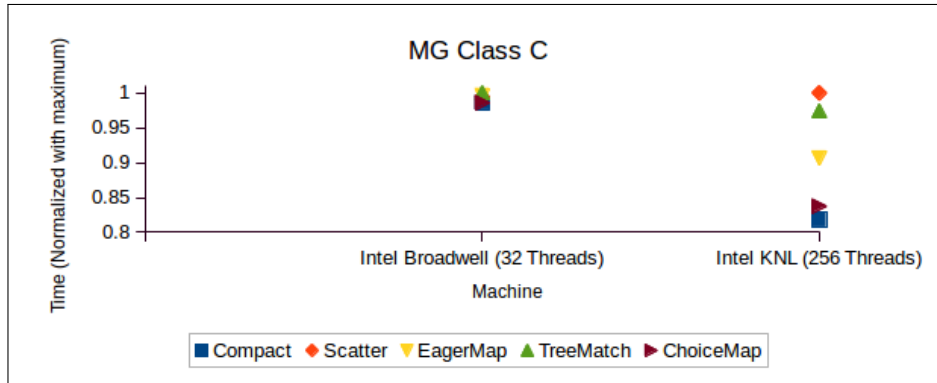 MG Class C
Time (Normalized with maximum)
1
0.95
0.9
0.85
0.8
Intel Broadwell (32 Threads) Intel KNL (256 Threads)
Machine
Compact Scatter EagerMap TreeMatch ChoiceMap